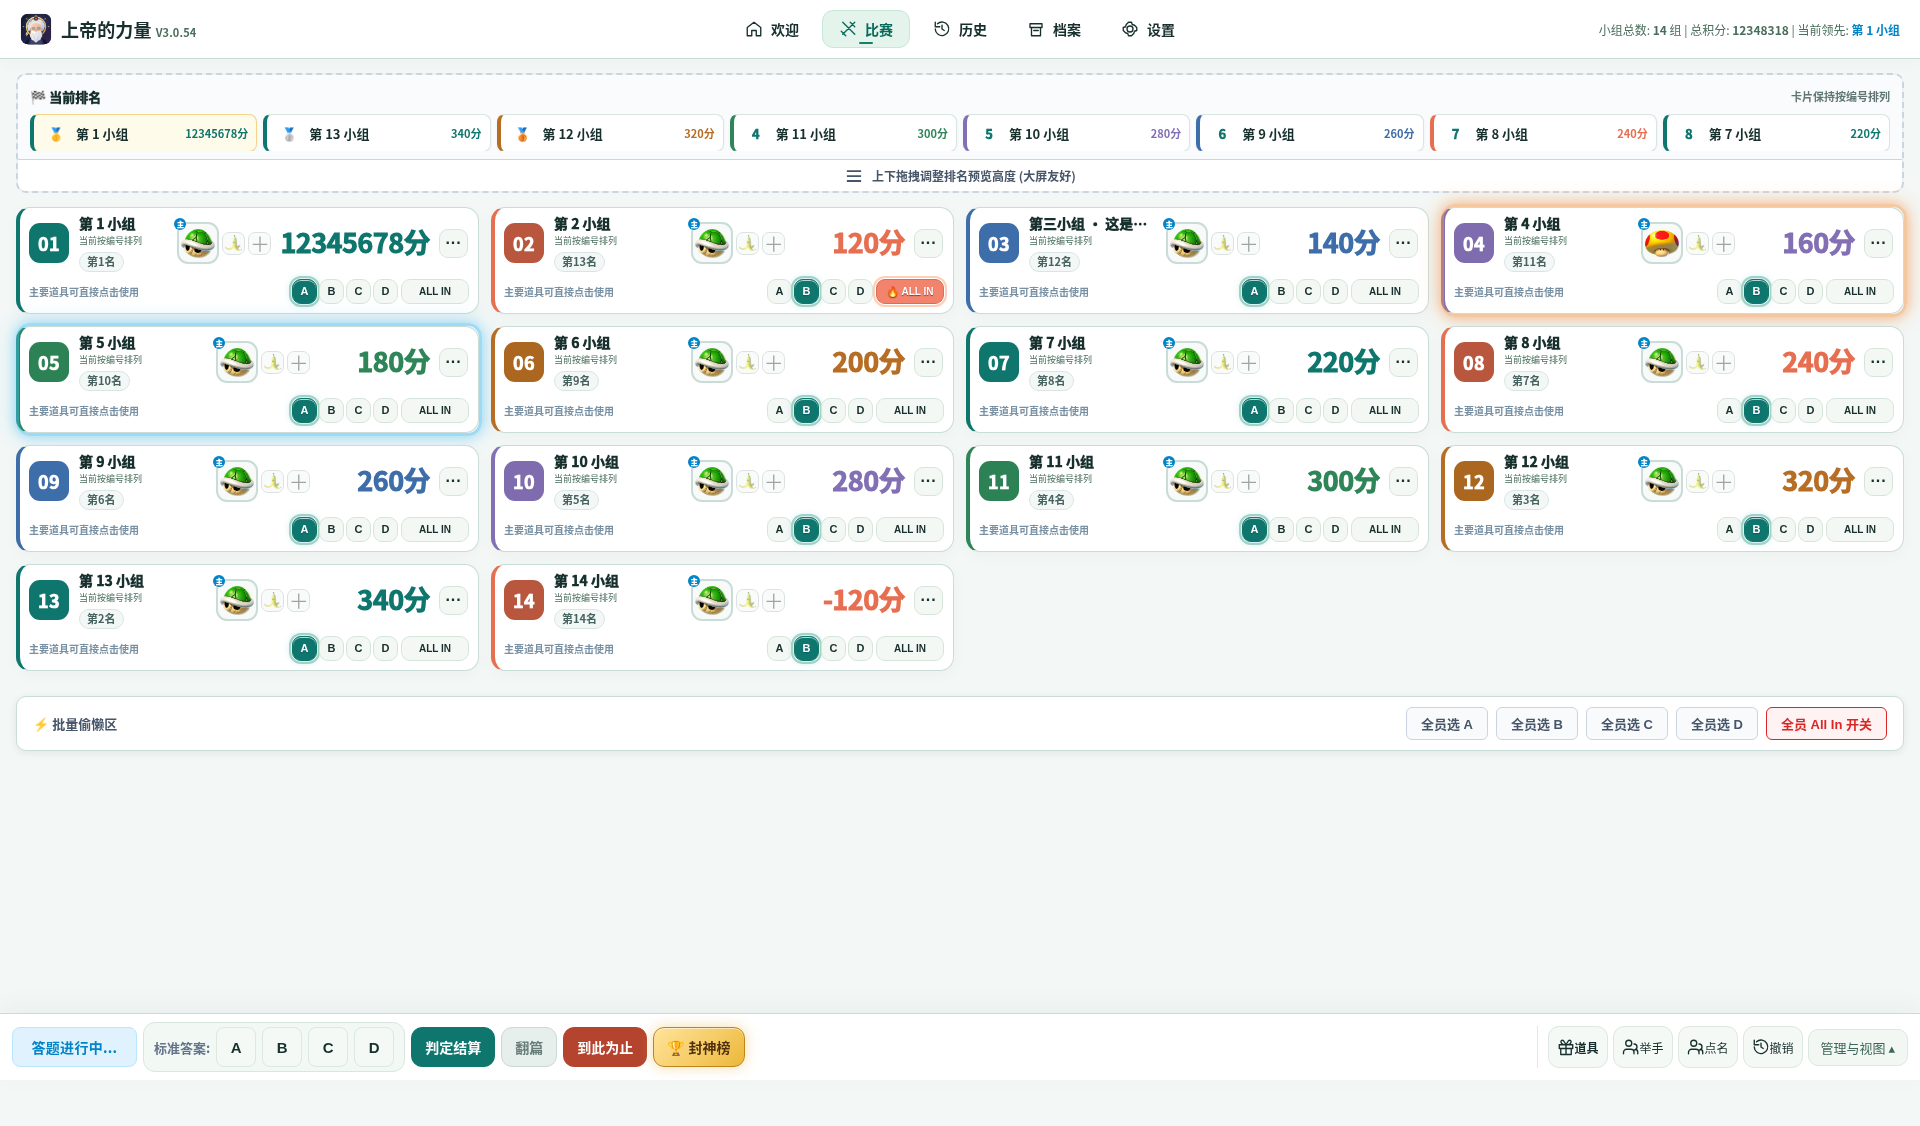 上帝的力量 V3.0.54
欢迎 比赛 历史 档案 设置
小组总数: 14 组 | 总积分: 12348318 | 当前领先: 第 1 小组
🏁 当前排名
卡片保持按编号排列
第 1 小组 12345678分
第 13 小组 340分
第 12 小组 320分
4 第 11 小组 300分
5 第 10 小组 280分
6 第 9 小组 260分
7 第 8 小组 240分
8 第 7 小组 220分
上下拖拽调整排名预览高度 (大屏友好)
01 第 1 小组 当前按编号排列 第1名 主 12345678分 ···
主要道具可直接点击使用 A B C D ALL IN
02 第 2 小组 当前按编号排列 第13名 主 120分 ···
主要道具可直接点击使用 A B C D 🔥 ALL IN
03 第三小组 · 这是··· 当前按编号排列 第12名 主 140分 ···
主要道具可直接点击使用 A B C D ALL IN
04 第 4 小组 当前按编号排列 第11名 主 160分 ···
主要道具可直接点击使用 A B C D ALL IN
05 第 5 小组 当前按编号排列 第10名 主 180分 ···
主要道具可直接点击使用 A B C D ALL IN
06 第 6 小组 当前按编号排列 第9名 主 200分 ···
主要道具可直接点击使用 A B C D ALL IN
07 第 7 小组 当前按编号排列 第8名 主 220分 ···
主要道具可直接点击使用 A B C D ALL IN
08 第 8 小组 当前按编号排列 第7名 主 240分 ···
主要道具可直接点击使用 A B C D ALL IN
09 第 9 小组 当前按编号排列 第6名 主 260分 ···
主要道具可直接点击使用 A B C D ALL IN
10 第 10 小组 当前按编号排列 第5名 主 280分 ···
主要道具可直接点击使用 A B C D ALL IN
11 第 11 小组 当前按编号排列 第4名 主 300分 ···
主要道具可直接点击使用 A B C D ALL IN
12 第 12 小组 当前按编号排列 第3名 主 320分 ···
主要道具可直接点击使用 A B C D ALL IN
13 第 13 小组 当前按编号排列 第2名 主 340分 ···
主要道具可直接点击使用 A B C D ALL IN
14 第 14 小组 当前按编号排列 第14名 主 -120分 ···
主要道具可直接点击使用 A B C D ALL IN
⚡ 批量偷懒区
全员选 A 全员选 B 全员选 C 全员选 D 全员 All In 开关
答题进行中... 标准答案: A B C D 判定结算 翻篇 到此为止 🏆 封神榜
道具 举手 点名 撤销 管理与视图 ▴